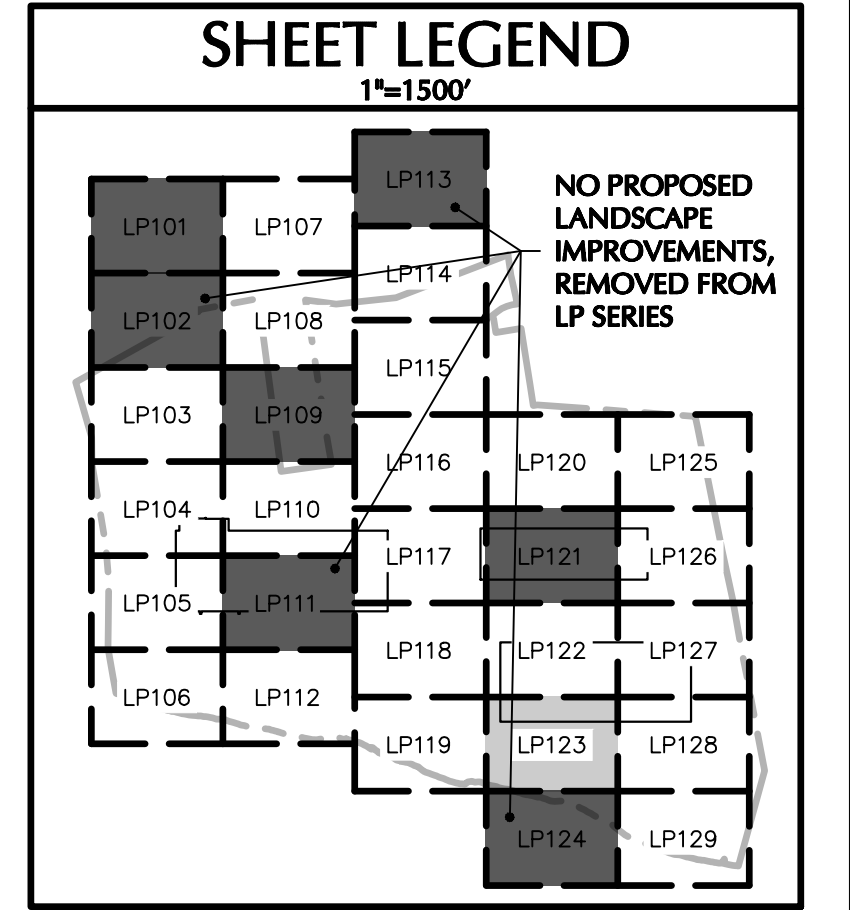 SHEET LEGEND
1"=1500'
NO PROPOSED
LANDSCAPE
IMPROVEMENTS,
REMOVED FROM
LP SERIES
LP113
LP101
LP107
LP114
LP102
LP108
LP115
LP103
LP109
LP116
LP120
LP125
LP104
LP110
LP117
LP121
LP126
LP105
LP111
LP118
LP122
LP127
LP106
LP112
LP119
LP123
LP128
LP124
LP129